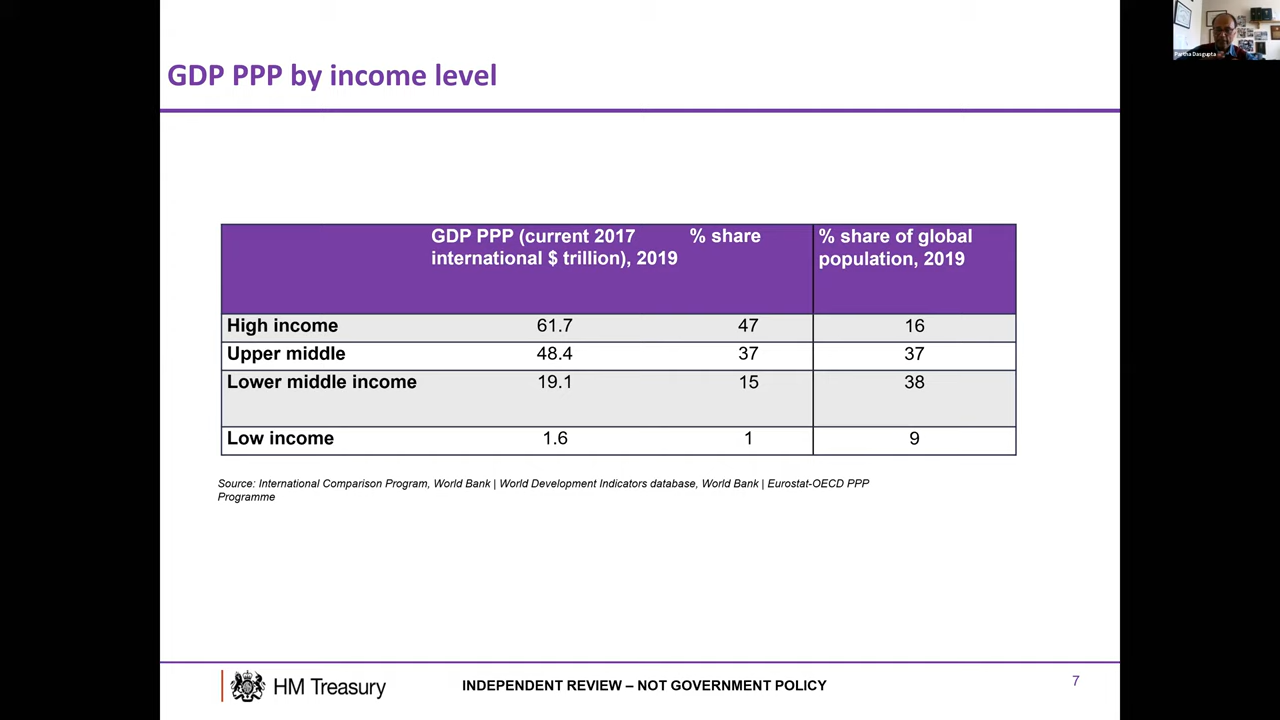 Partha Dasgupta
GDP PPP by income level
GDP PPP (current 2017 international $ trillion), 2019 % share % share of global population, 2019
High income 61.7 47 16
Upper middle 48.4 37 37
Lower middle income 19.1 15 38
Low income 1.6 1 9
Source: International Comparison Program, World Bank | World Development Indicators database, World Bank | Eurostat-OECD PPP
Programme
HM Treasury INDEPENDENT REVIEW – NOT GOVERNMENT POLICY 7